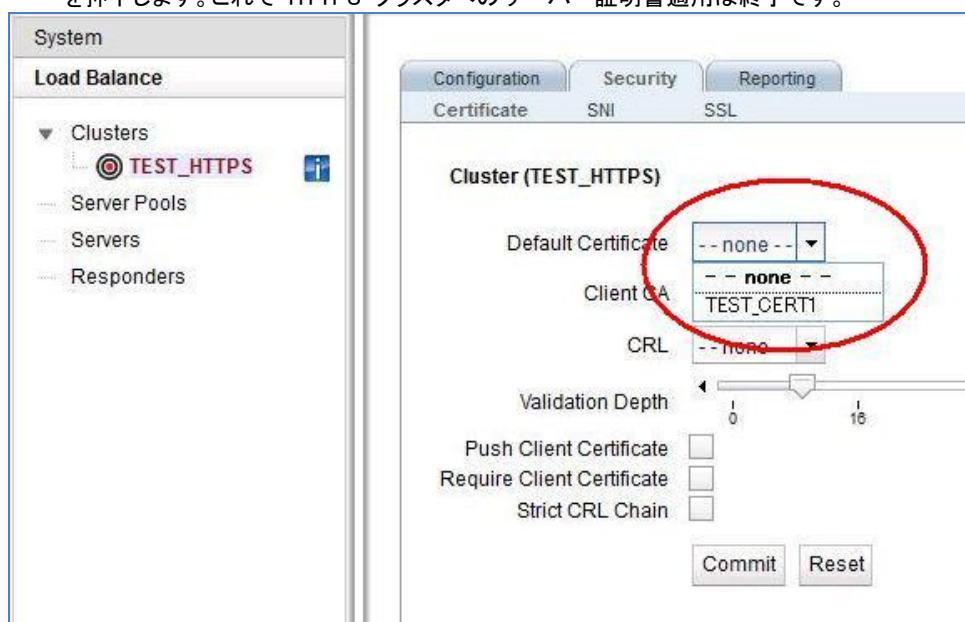 を押下します。これで HTTPS クラスタへのサーバー証明書適用は終了です。
System
Load Balance
Clusters
TEST_HTTPS
i
Server Pools
Servers
Responders
Configuration Security Reporting
Certificate SNI SSL
Cluster (TEST_HTTPS)
Default Certificate -- none --
-- none --
TEST_CERT1
Client CA
CRL -- none --
Validation Depth
0 16
Push Client Certificate
Require Client Certificate
Strict CRL Chain
Commit Reset